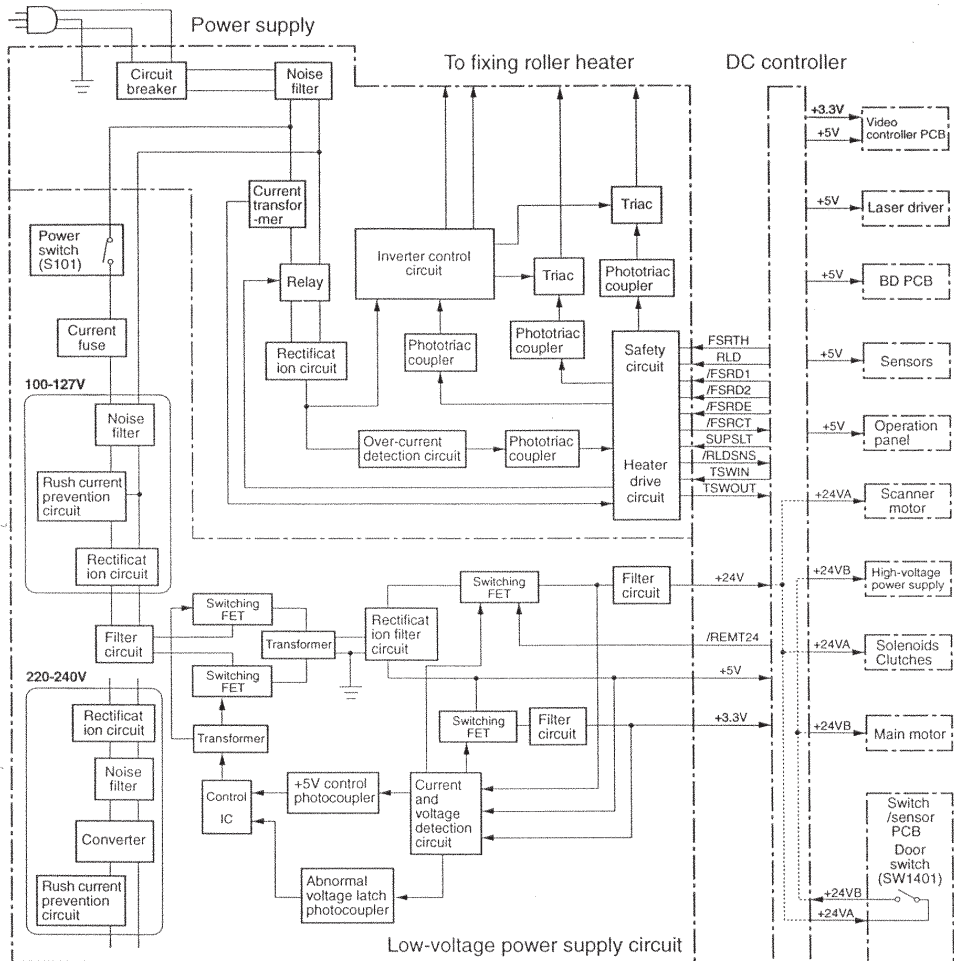 Power supply
To fixing roller heater
DC controller
Circuit
breaker
Noise
filter
+3.3V
+5V
Video
controller PCB
Current
transfor
-mer
Triac
+5V
Laser driver
Power
switch
(S101)
Inverter control
circuit
Triac
Phototriac
coupler
Relay
+5V
BD PCB
Current
fuse
Rectificat
ion circuit
Phototriac
coupler
Phototriac
coupler
Safety
circuit
FSRTH
RLD
/FSRD1
/FSRD2
/FSRDE
/FSRCT
SUPSLT
/RLDSNS
TSWIN
TSWOUT
+5V
Sensors
100-127V
Noise
filter
Over-current
detection circuit
Phototriac
coupler
Heater
drive
circuit
+5V
Operation
panel
Rush current
prevention
circuit
+24VA
Scanner
motor
Rectificat
ion circuit
Switching
FET
Switching
FET
Filter
circuit
+24V
+24VB
High-voltage
power supply
Filter
circuit
Transformer
Rectificat
ion filter
circuit
/REMT24
+24VA
Solenoids
Clutches
Switching
FET
+5V
220-240V
Rectificat
ion circuit
Transformer
Switching
FET
Filter
circuit
+3.3V
+24VB
Main motor
Noise
filter
Control
IC
+5V control
photocoupler
Current
and
voltage
detection
circuit
Switch
/sensor
PCB
Door
switch
(SW1401)
Converter
Rush current
prevention
circuit
Abnormal
voltage latch
photocoupler
+24VB
+24VA
Low-voltage power supply circuit